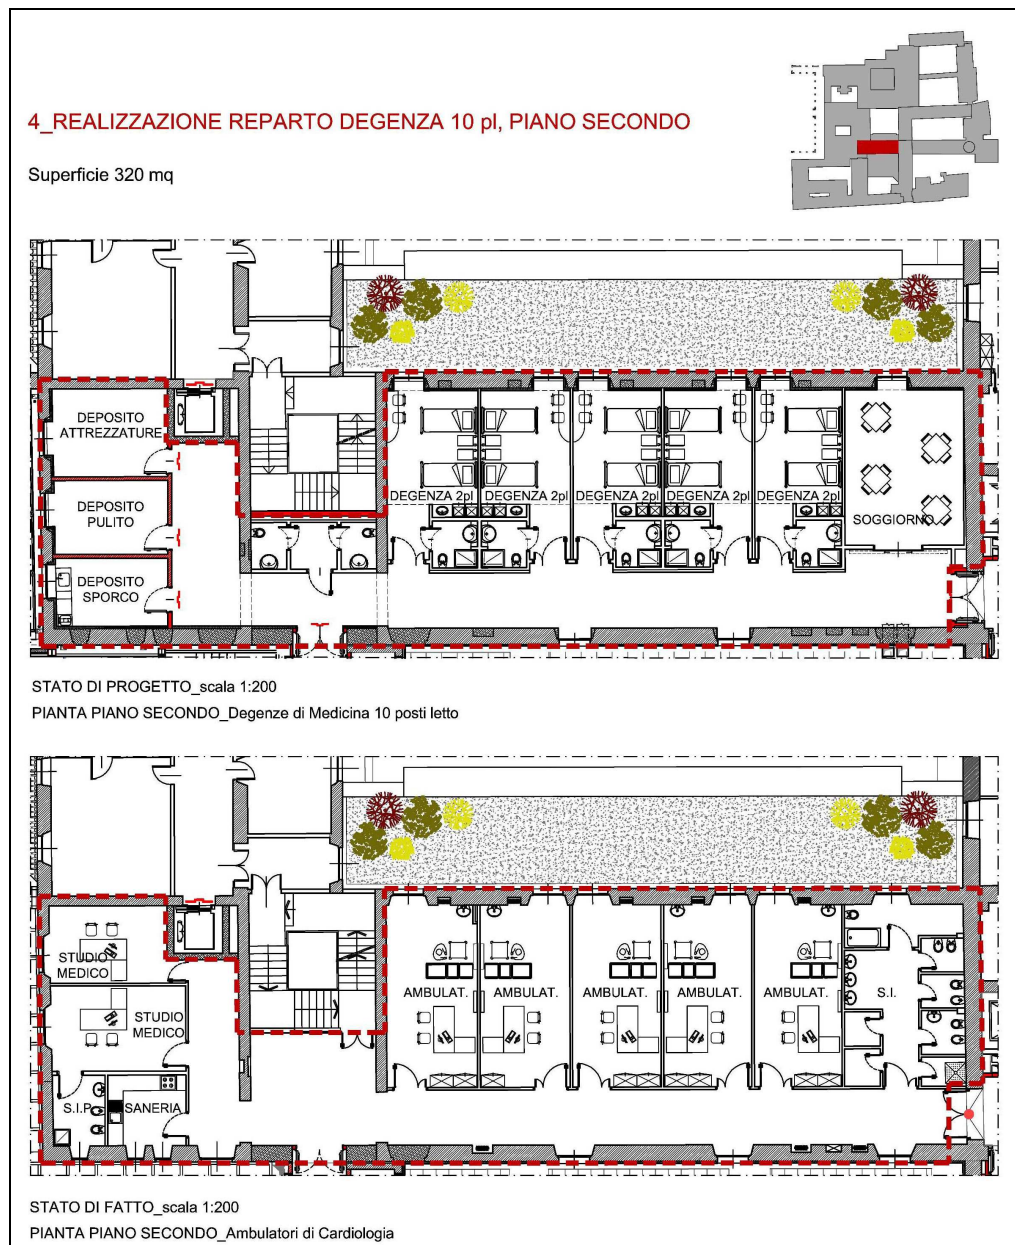 4_REALIZZAZIONE REPARTO DEGENZA 10 pl, PIANO SECONDO
Superficie 320 mq
DEPOSITO
ATTREZZATURE
DEPOSITO
PULITO
DEPOSITO
SPORCO
DEGENZA 2pl
DEGENZA 2pl
DEGENZA 2pl
DEGENZA 2pl
DEGENZA 2pl
SOGGIORNO
STATO DI PROGETTO_scala 1:200
PIANTA PIANO SECONDO_Degenze di Medicina 10 posti letto
STUDIO
MEDICO
STUDIO
MEDICO
S.I.P.
SANERIA
AMBULAT.
AMBULAT.
AMBULAT.
AMBULAT.
AMBULAT.
S.I.
STATO DI FATTO_scala 1:200
PIANTA PIANO SECONDO_Ambulatori di Cardiologia